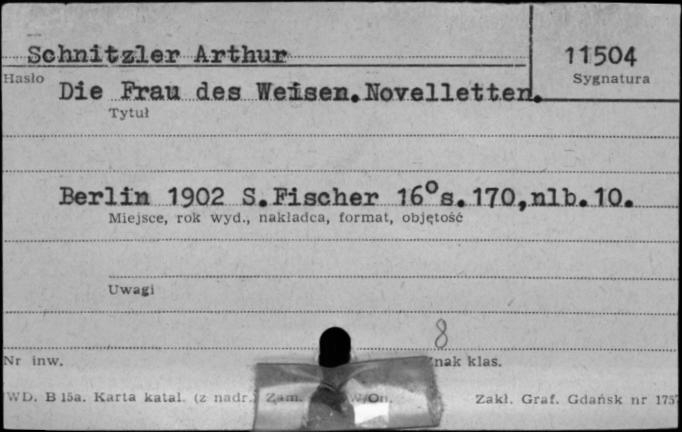 Schnitzler Arthur
11504
Hasło
Sygnatura
Die Frau des Weisen. Novelletten.
Tytuł
Berlin 1902 S. Fischer 16° s. 170, nlb. 10.
Miejsce, rok wyd., nakładca, format, objętość
Uwagi
8
Nr inw.
klas.
WD. B 15a. Karta katal. (z nadr.) Zam. W/On. Zakł. Graf. Gdańsk nr